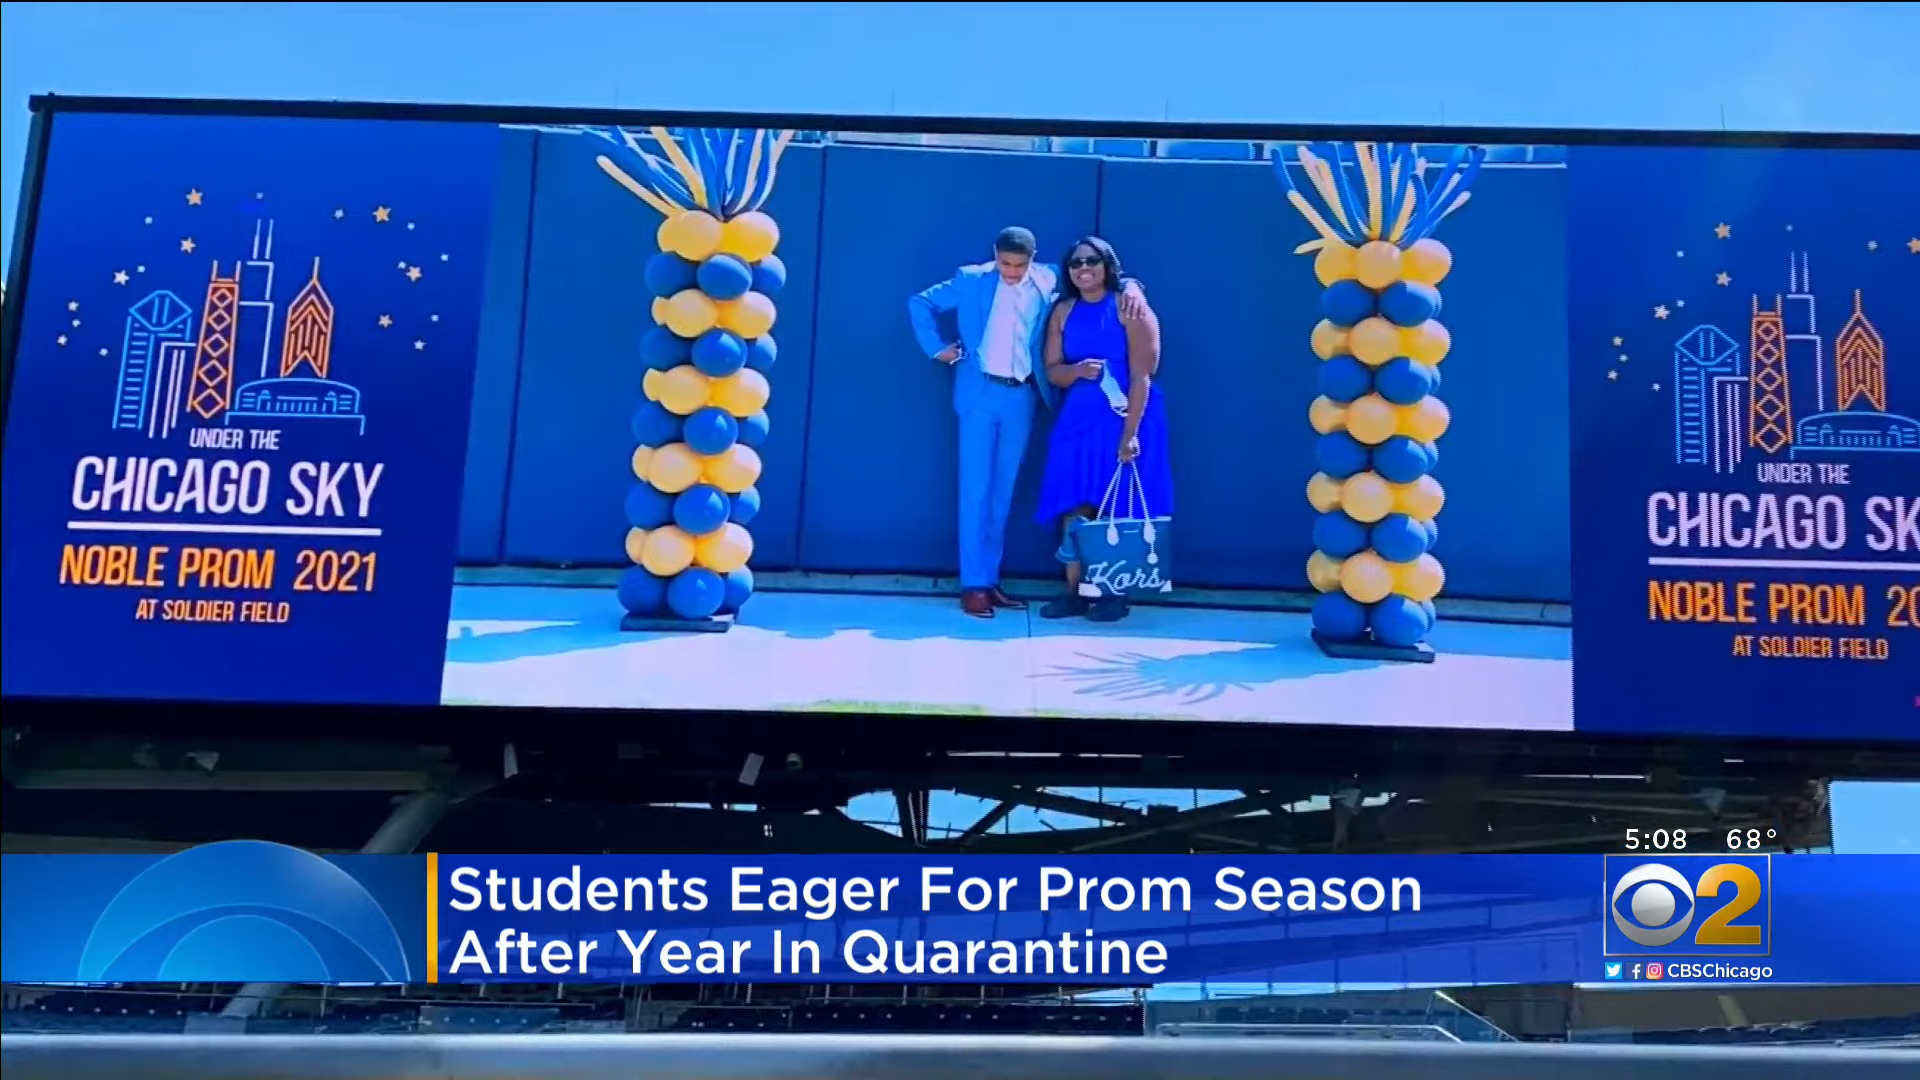 UNDER THE
CHICAGO SKY
NOBLE PROM 2021
AT SOLDIER FIELD
Kors
UNDER THE
CHICAGO SK
NOBLE PROM 20
AT SOLDIER FIELD
5:08 68°
Students Eager For Prom Season
After Year In Quarantine
2
CBSChicago